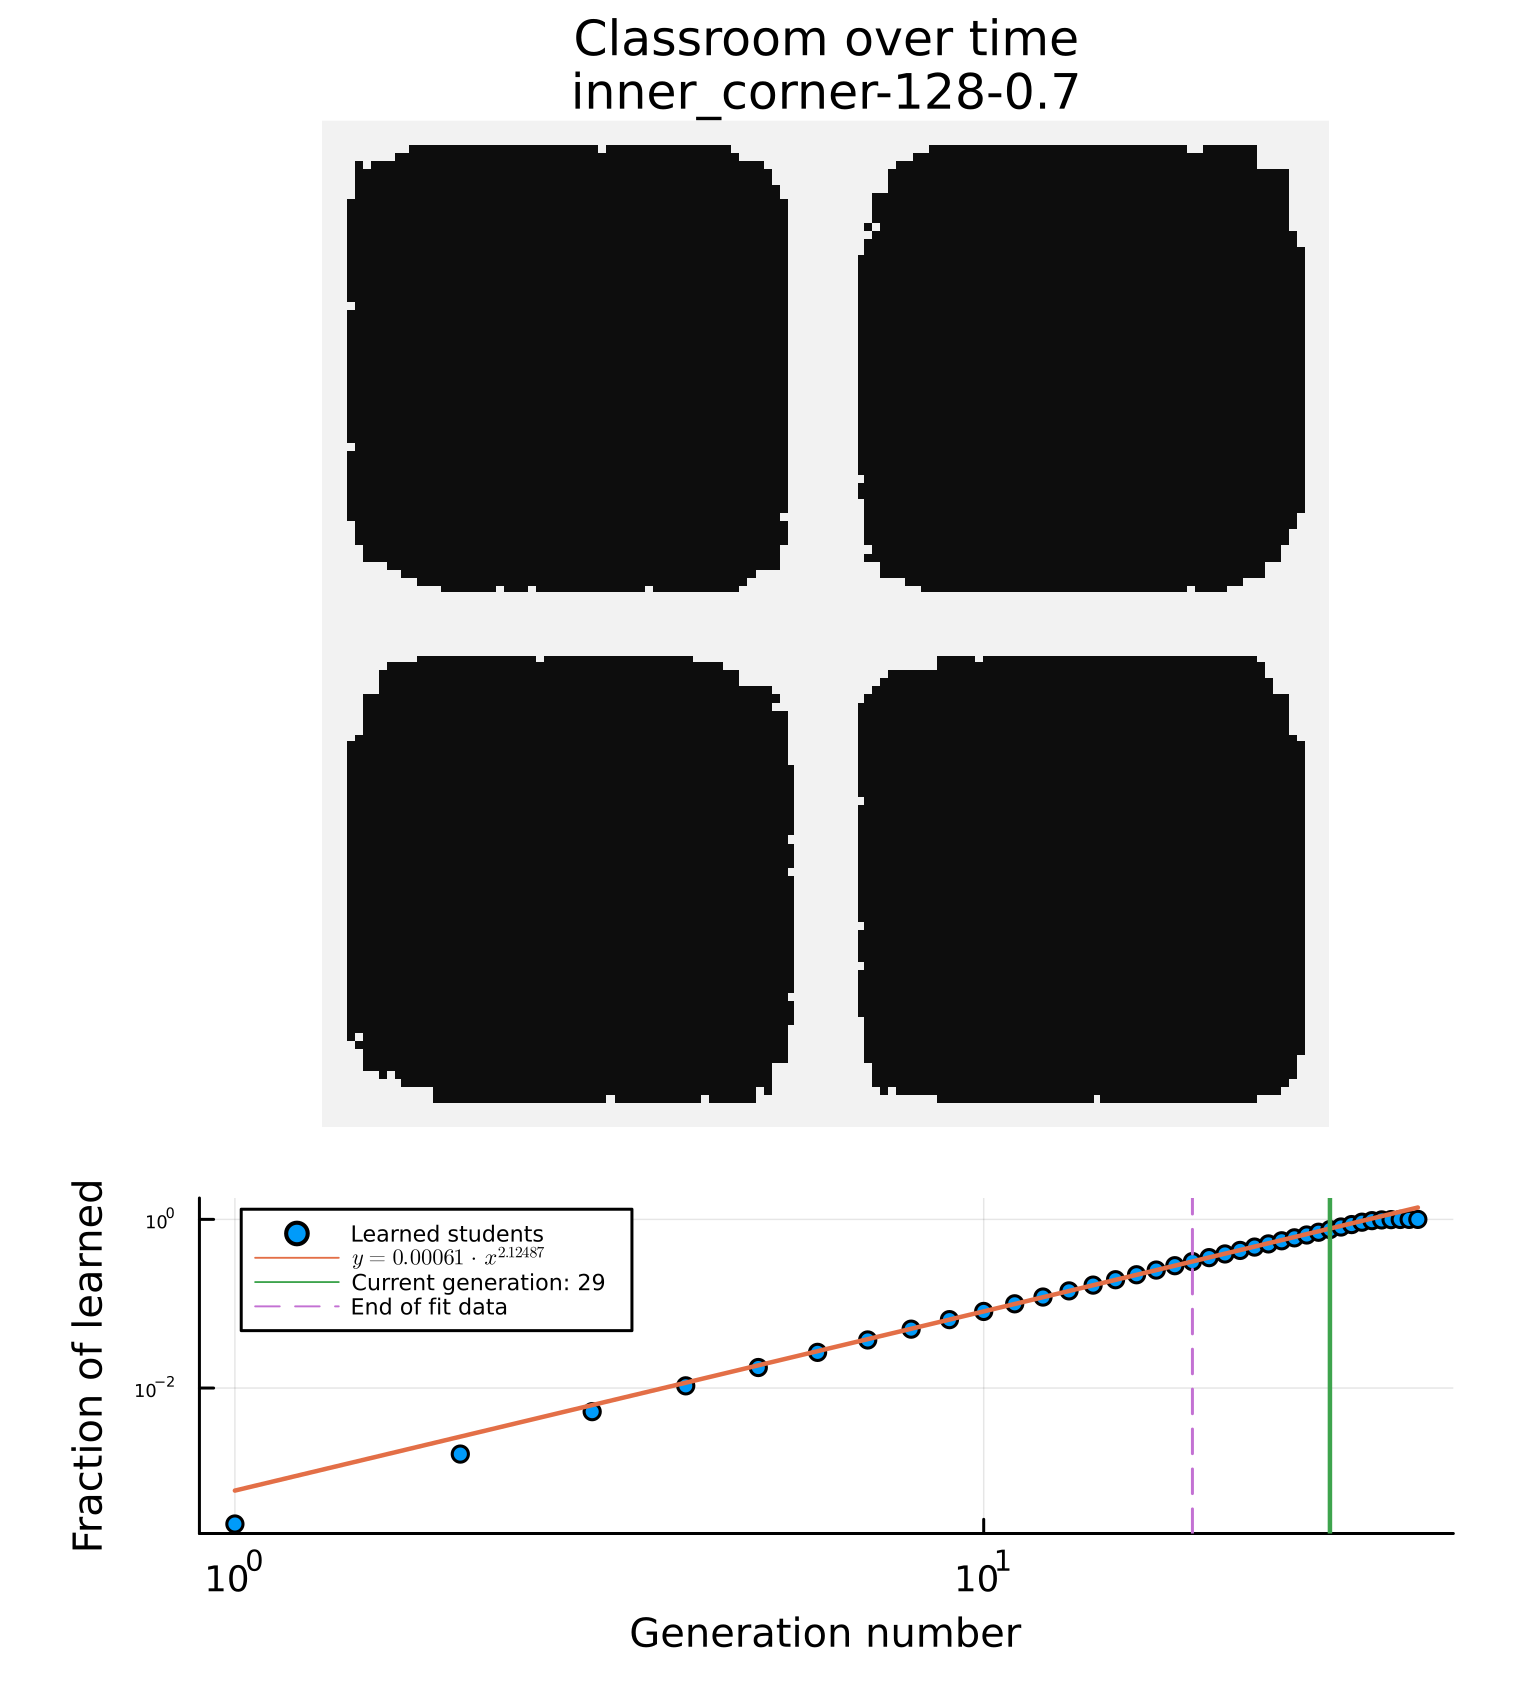 Classroom over time
inner_corner-128-0.7
Fraction of learned
10^0
10^−2
Learned students
y = 0.00061 · x^2.12487
Current generation: 29
End of fit data
10^0
10^1
Generation number